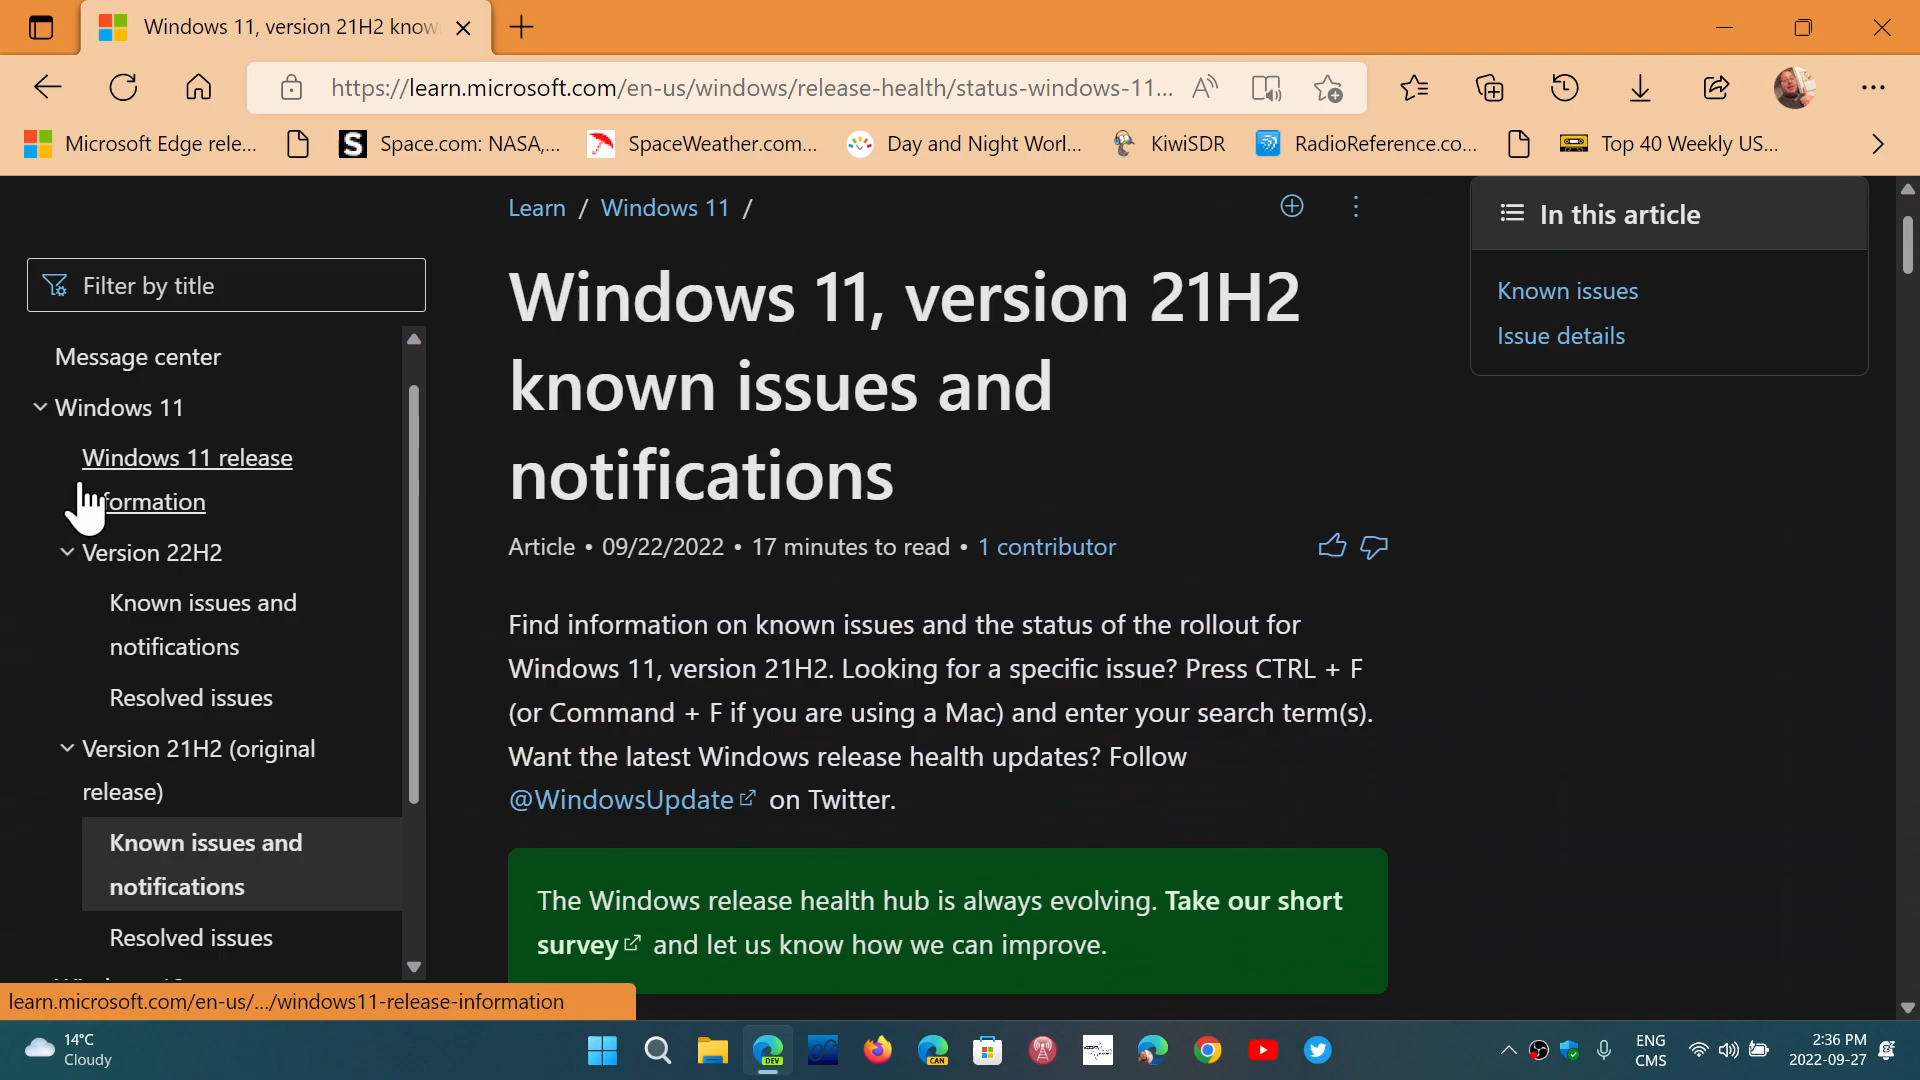 Windows 11, version 21H2 know
https://learn.microsoft.com/en-us/windows/release-health/status-windows-11...
Microsoft Edge rele...
Space.com: NASA,...
SpaceWeather.com...
Day and Night Worl...
KiwiSDR
RadioReference.co...
Top 40 Weekly US...
Filter by title
Message center
Windows 11
Windows 11 release
formation
Version 22H2
Known issues and
notifications
Resolved issues
Version 21H2 (original
release)
Known issues and
notifications
Resolved issues
Learn / Windows 11 /
Windows 11, version 21H2
known issues and
notifications
Article • 09/22/2022 • 17 minutes to read • 1 contributor
Find information on known issues and the status of the rollout for
Windows 11, version 21H2. Looking for a specific issue? Press CTRL + F
(or Command + F if you are using a Mac) and enter your search term(s).
Want the latest Windows release health updates? Follow
@WindowsUpdate on Twitter.
The Windows release health hub is always evolving. Take our short
survey and let us know how we can improve.
In this article
Known issues
Issue details
learn.microsoft.com/en-us/.../windows11-release-information
14°C
Cloudy
DEV
CAN
ENG
CMS
2:36 PM
2022-09-27